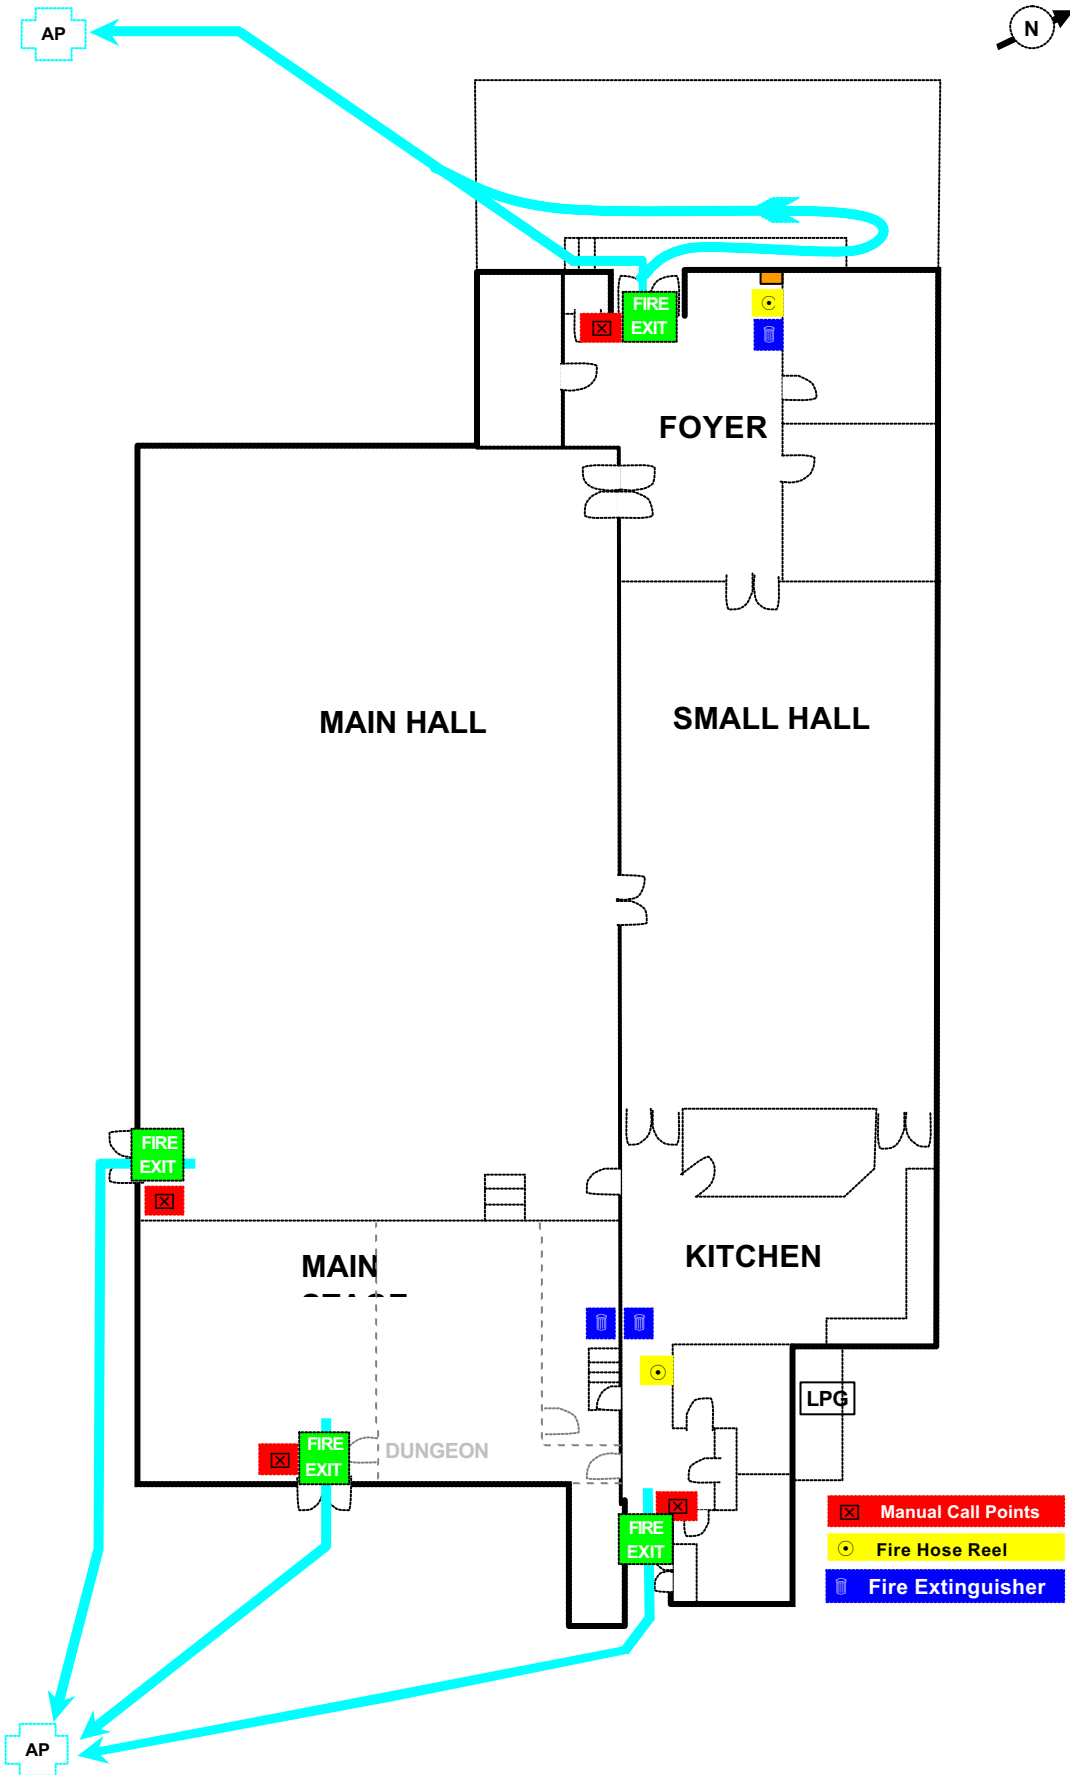 AP
N
FIRE
EXIT
FOYER
MAIN HALL
SMALL HALL
FIRE
EXIT
KITCHEN
MAIN
LPG
FIRE
EXIT
DUNGEON
Manual Call Points
FIRE
EXIT
Fire Hose Reel
Fire Extinguisher
AP